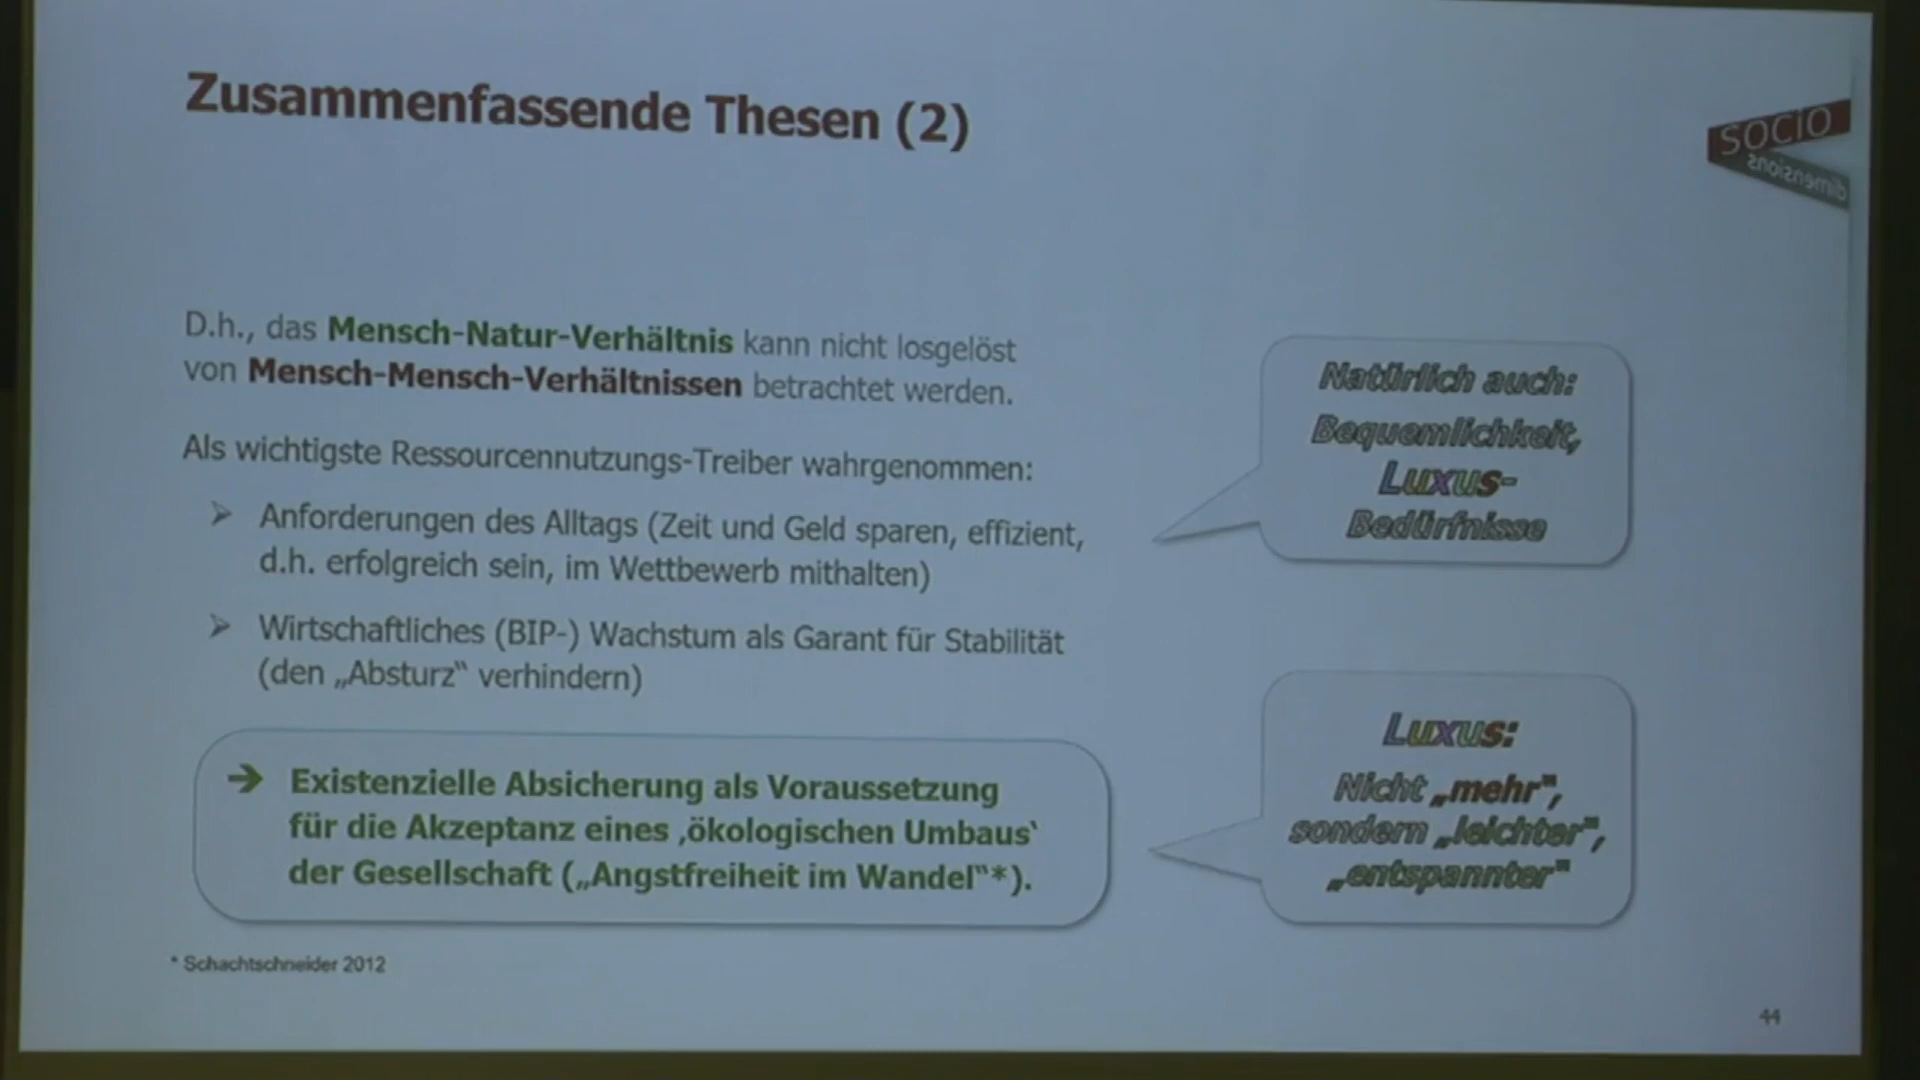 Zusammenfassende Thesen (2)
SOCIO
dimensions
D.h., das Mensch-Natur-Verhältnis kann nicht losgelöst
von Mensch-Mensch-Verhältnissen betrachtet werden.
Als wichtigste Ressourcennutzungs-Treiber wahrgenommen:
➢ Anforderungen des Alltags (Zeit und Geld sparen, effizient,
d.h. erfolgreich sein, im Wettbewerb mithalten)
➢ Wirtschaftliches (BIP-) Wachstum als Garant für Stabilität
(den „Absturz“ verhindern)
Natürlich auch:
Bequemlichkeit,
Luxus-
Bedürfnisse
➔ Existenzielle Absicherung als Voraussetzung
für die Akzeptanz eines ‚ökologischen Umbaus‘
der Gesellschaft („Angstfreiheit im Wandel“*).
Luxus:
Nicht „mehr“,
sondern „leichter“,
„entspannter“
* Schachtschneider 2012
44